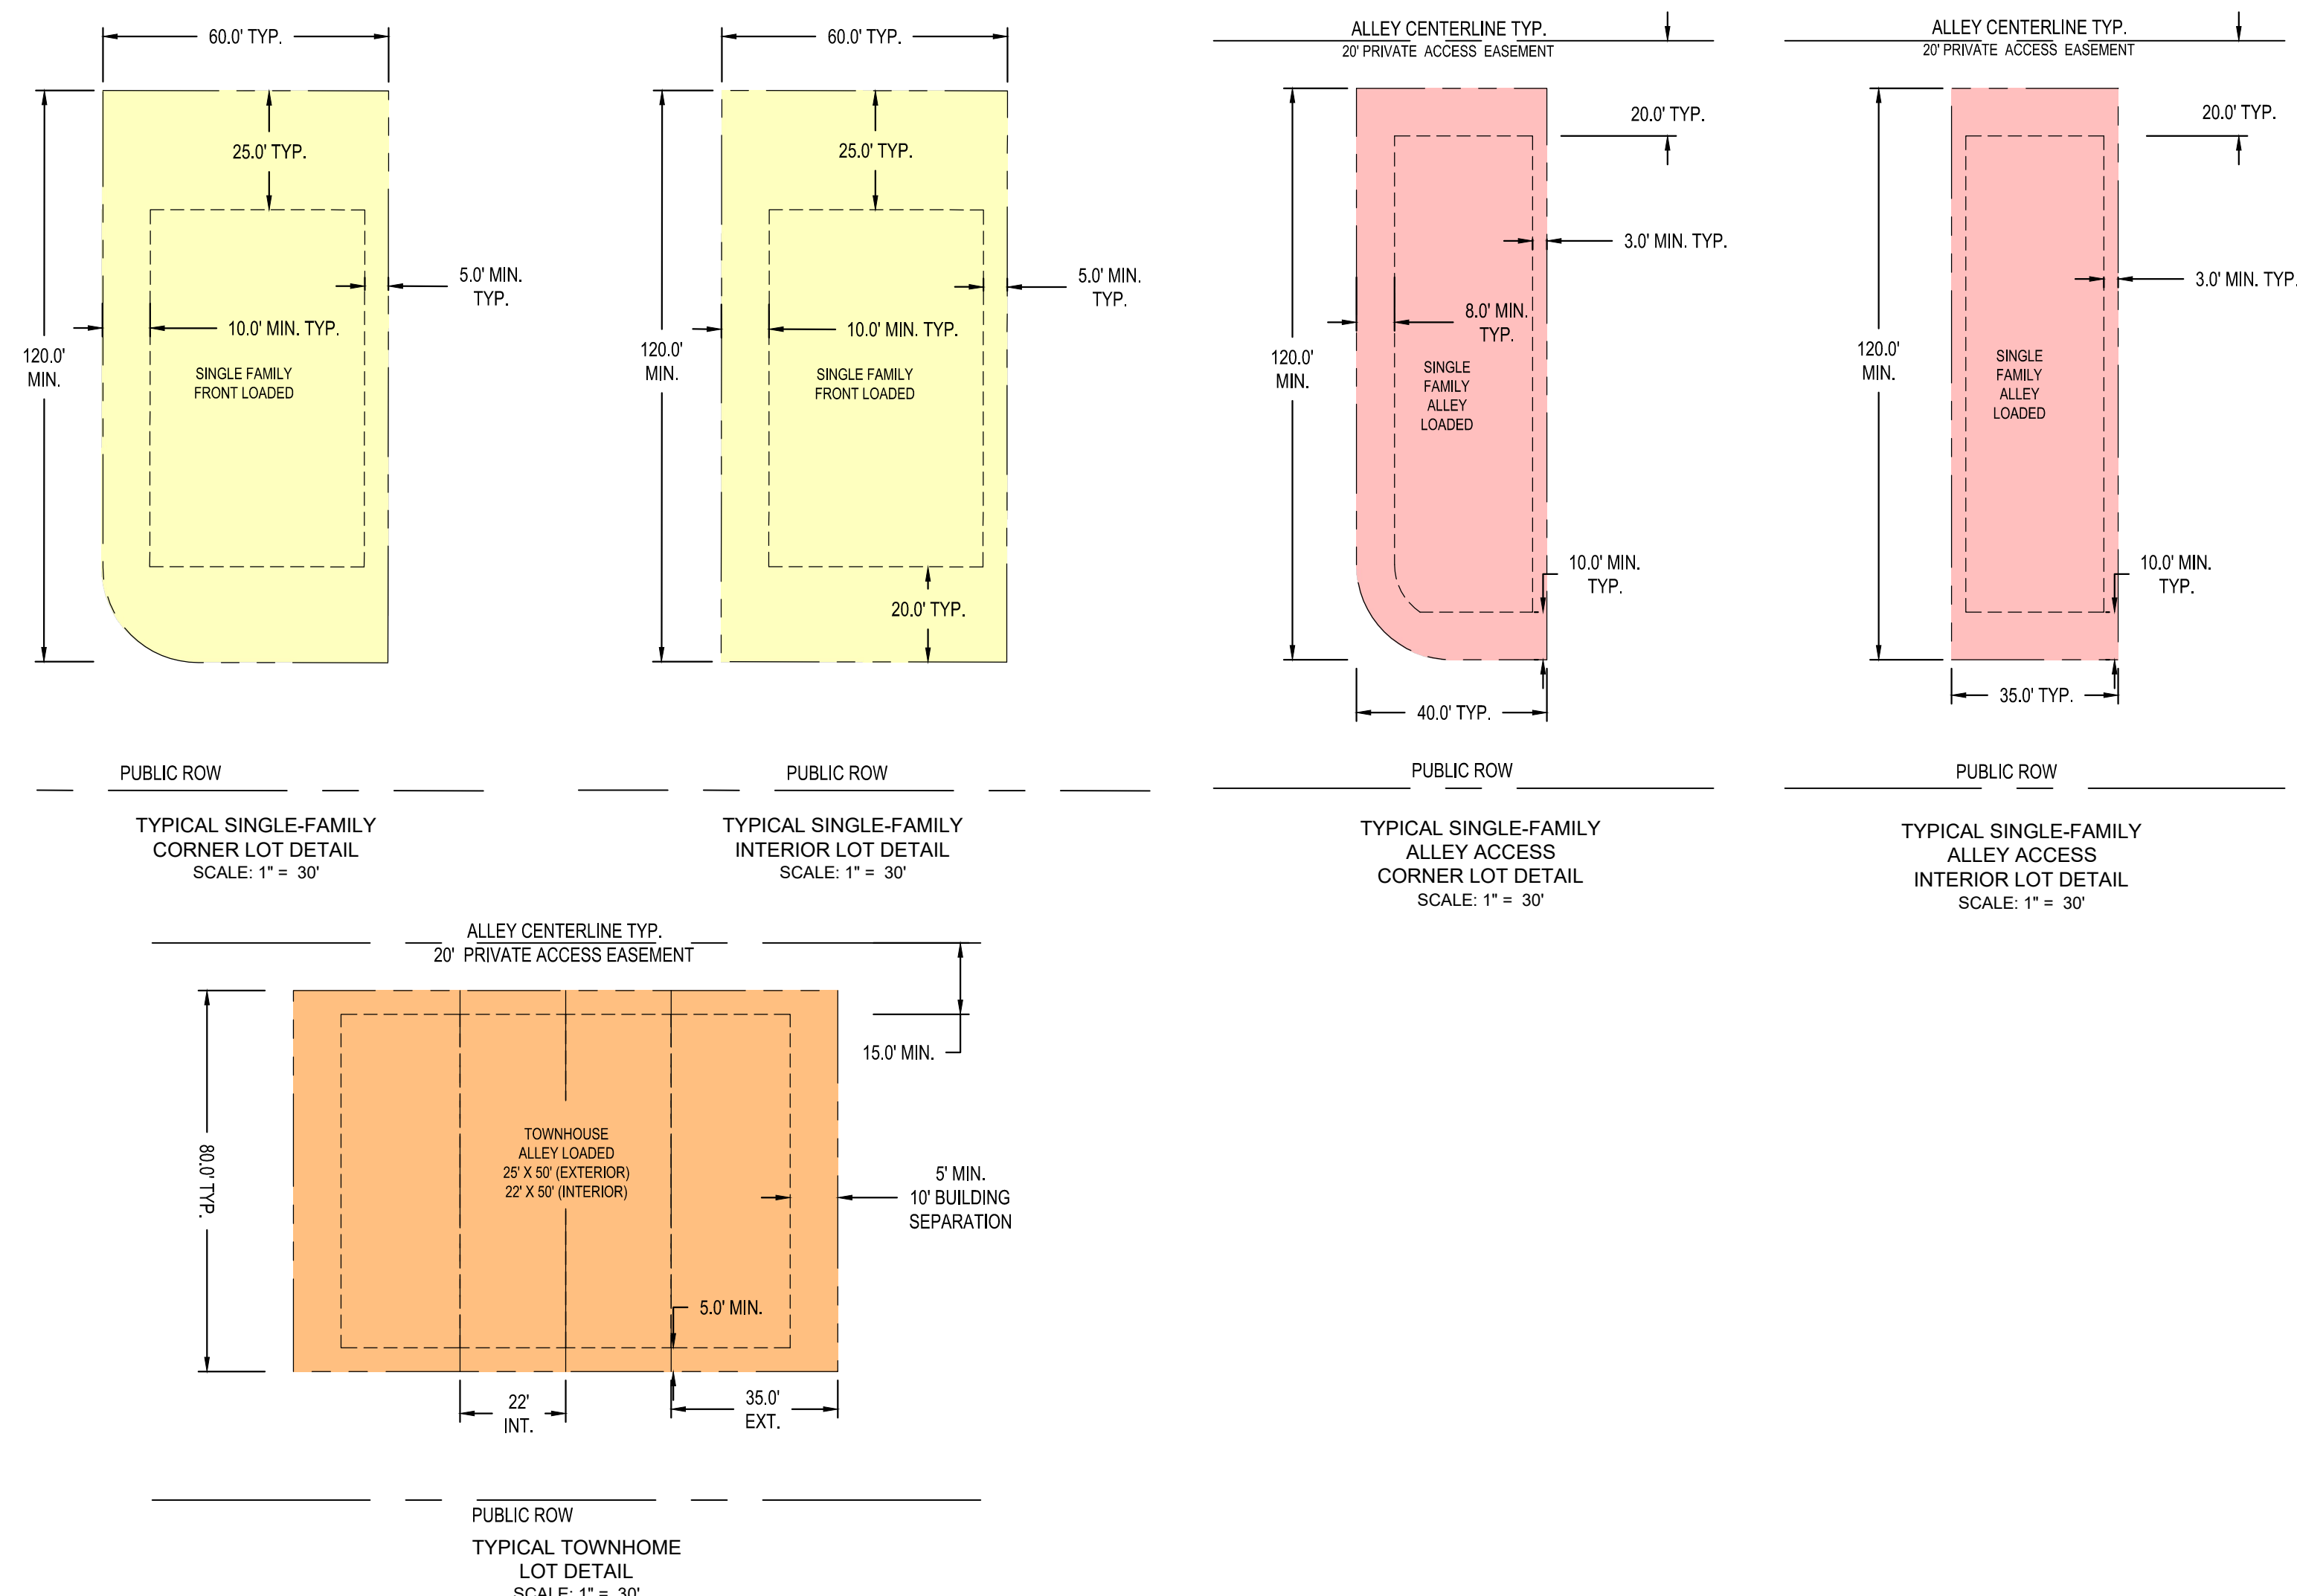 60.0' TYP.
25.0' TYP.
5.0' MIN.
TYP.
10.0' MIN. TYP.
120.0'
MIN.
SINGLE FAMILY
FRONT LOADED
PUBLIC ROW
TYPICAL SINGLE-FAMILY
CORNER LOT DETAIL
SCALE: 1" = 30'
60.0' TYP.
25.0' TYP.
5.0' MIN.
TYP.
10.0' MIN. TYP.
120.0'
MIN.
SINGLE FAMILY
FRONT LOADED
20.0' TYP.
PUBLIC ROW
TYPICAL SINGLE-FAMILY
INTERIOR LOT DETAIL
SCALE: 1" = 30'
ALLEY CENTERLINE TYP.
20' PRIVATE ACCESS EASEMENT
20.0' TYP.
3.0' MIN. TYP.
8.0' MIN.
TYP.
120.0'
MIN.
SINGLE
FAMILY
ALLEY
LOADED
10.0' MIN.
TYP.
40.0' TYP.
PUBLIC ROW
TYPICAL SINGLE-FAMILY
ALLEY ACCESS
CORNER LOT DETAIL
SCALE: 1" = 30'
ALLEY CENTERLINE TYP.
20' PRIVATE ACCESS EASEMENT
20.0' TYP.
3.0' MIN. TYP.
120.0'
MIN.
SINGLE
FAMILY
ALLEY
LOADED
10.0' MIN.
TYP.
35.0' TYP.
PUBLIC ROW
TYPICAL SINGLE-FAMILY
ALLEY ACCESS
INTERIOR LOT DETAIL
SCALE: 1" = 30'
ALLEY CENTERLINE TYP.
20' PRIVATE ACCESS EASEMENT
15.0' MIN.
80.0' TYP.
TOWNHOUSE
ALLEY LOADED
25' X 50' (EXTERIOR)
22' X 50' (INTERIOR)
5' MIN.
10' BUILDING
SEPARATION
5.0' MIN.
22'
INT.
35.0'
EXT.
PUBLIC ROW
TYPICAL TOWNHOME
LOT DETAIL
SCALE: 1" = 30'